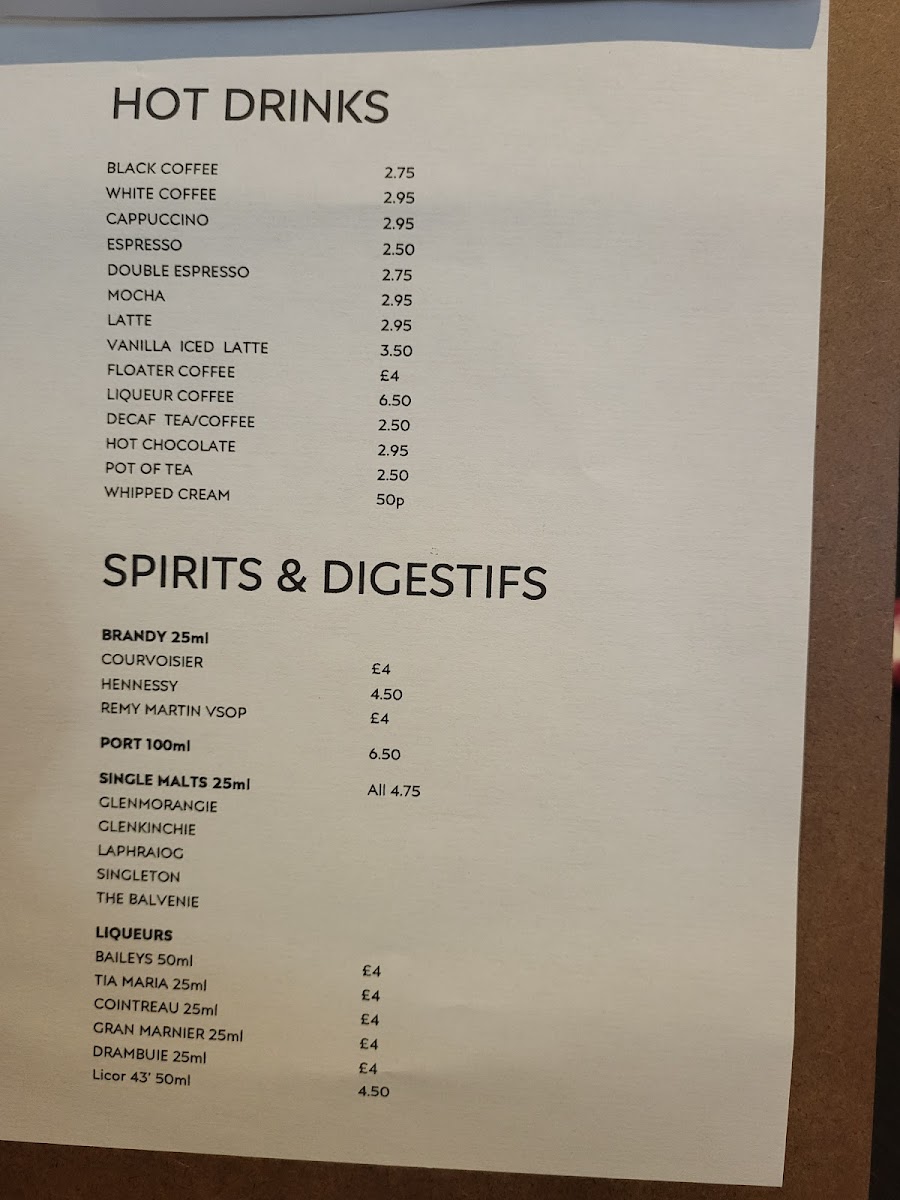 HOT DRINKS
BLACK COFFEE 2.75
WHITE COFFEE 2.95
CAPPUCCINO 2.95
ESPRESSO 2.50
DOUBLE ESPRESSO 2.75
MOCHA 2.95
LATTE 2.95
VANILLA ICED LATTE 3.50
FLOATER COFFEE £4
LIQUEUR COFFEE 6.50
DECAF TEA/COFFEE 2.50
HOT CHOCOLATE 2.95
POT OF TEA 2.50
WHIPPED CREAM 50p
SPIRITS & DIGESTIFS
BRANDY 25ml
COURVOISIER £4
HENNESSY 4.50
REMY MARTIN VSOP £4
PORT 100ml 6.50
SINGLE MALTS 25ml All 4.75
GLENMORANGIE
GLENKINCHIE
LAPHRAIOG
SINGLETON
THE BALVENIE
LIQUEURS
BAILEYS 50ml £4
TIA MARIA 25ml £4
COINTREAU 25ml £4
GRAN MARNIER 25ml £4
DRAMBUIE 25ml £4
Licor 43' 50ml 4.50